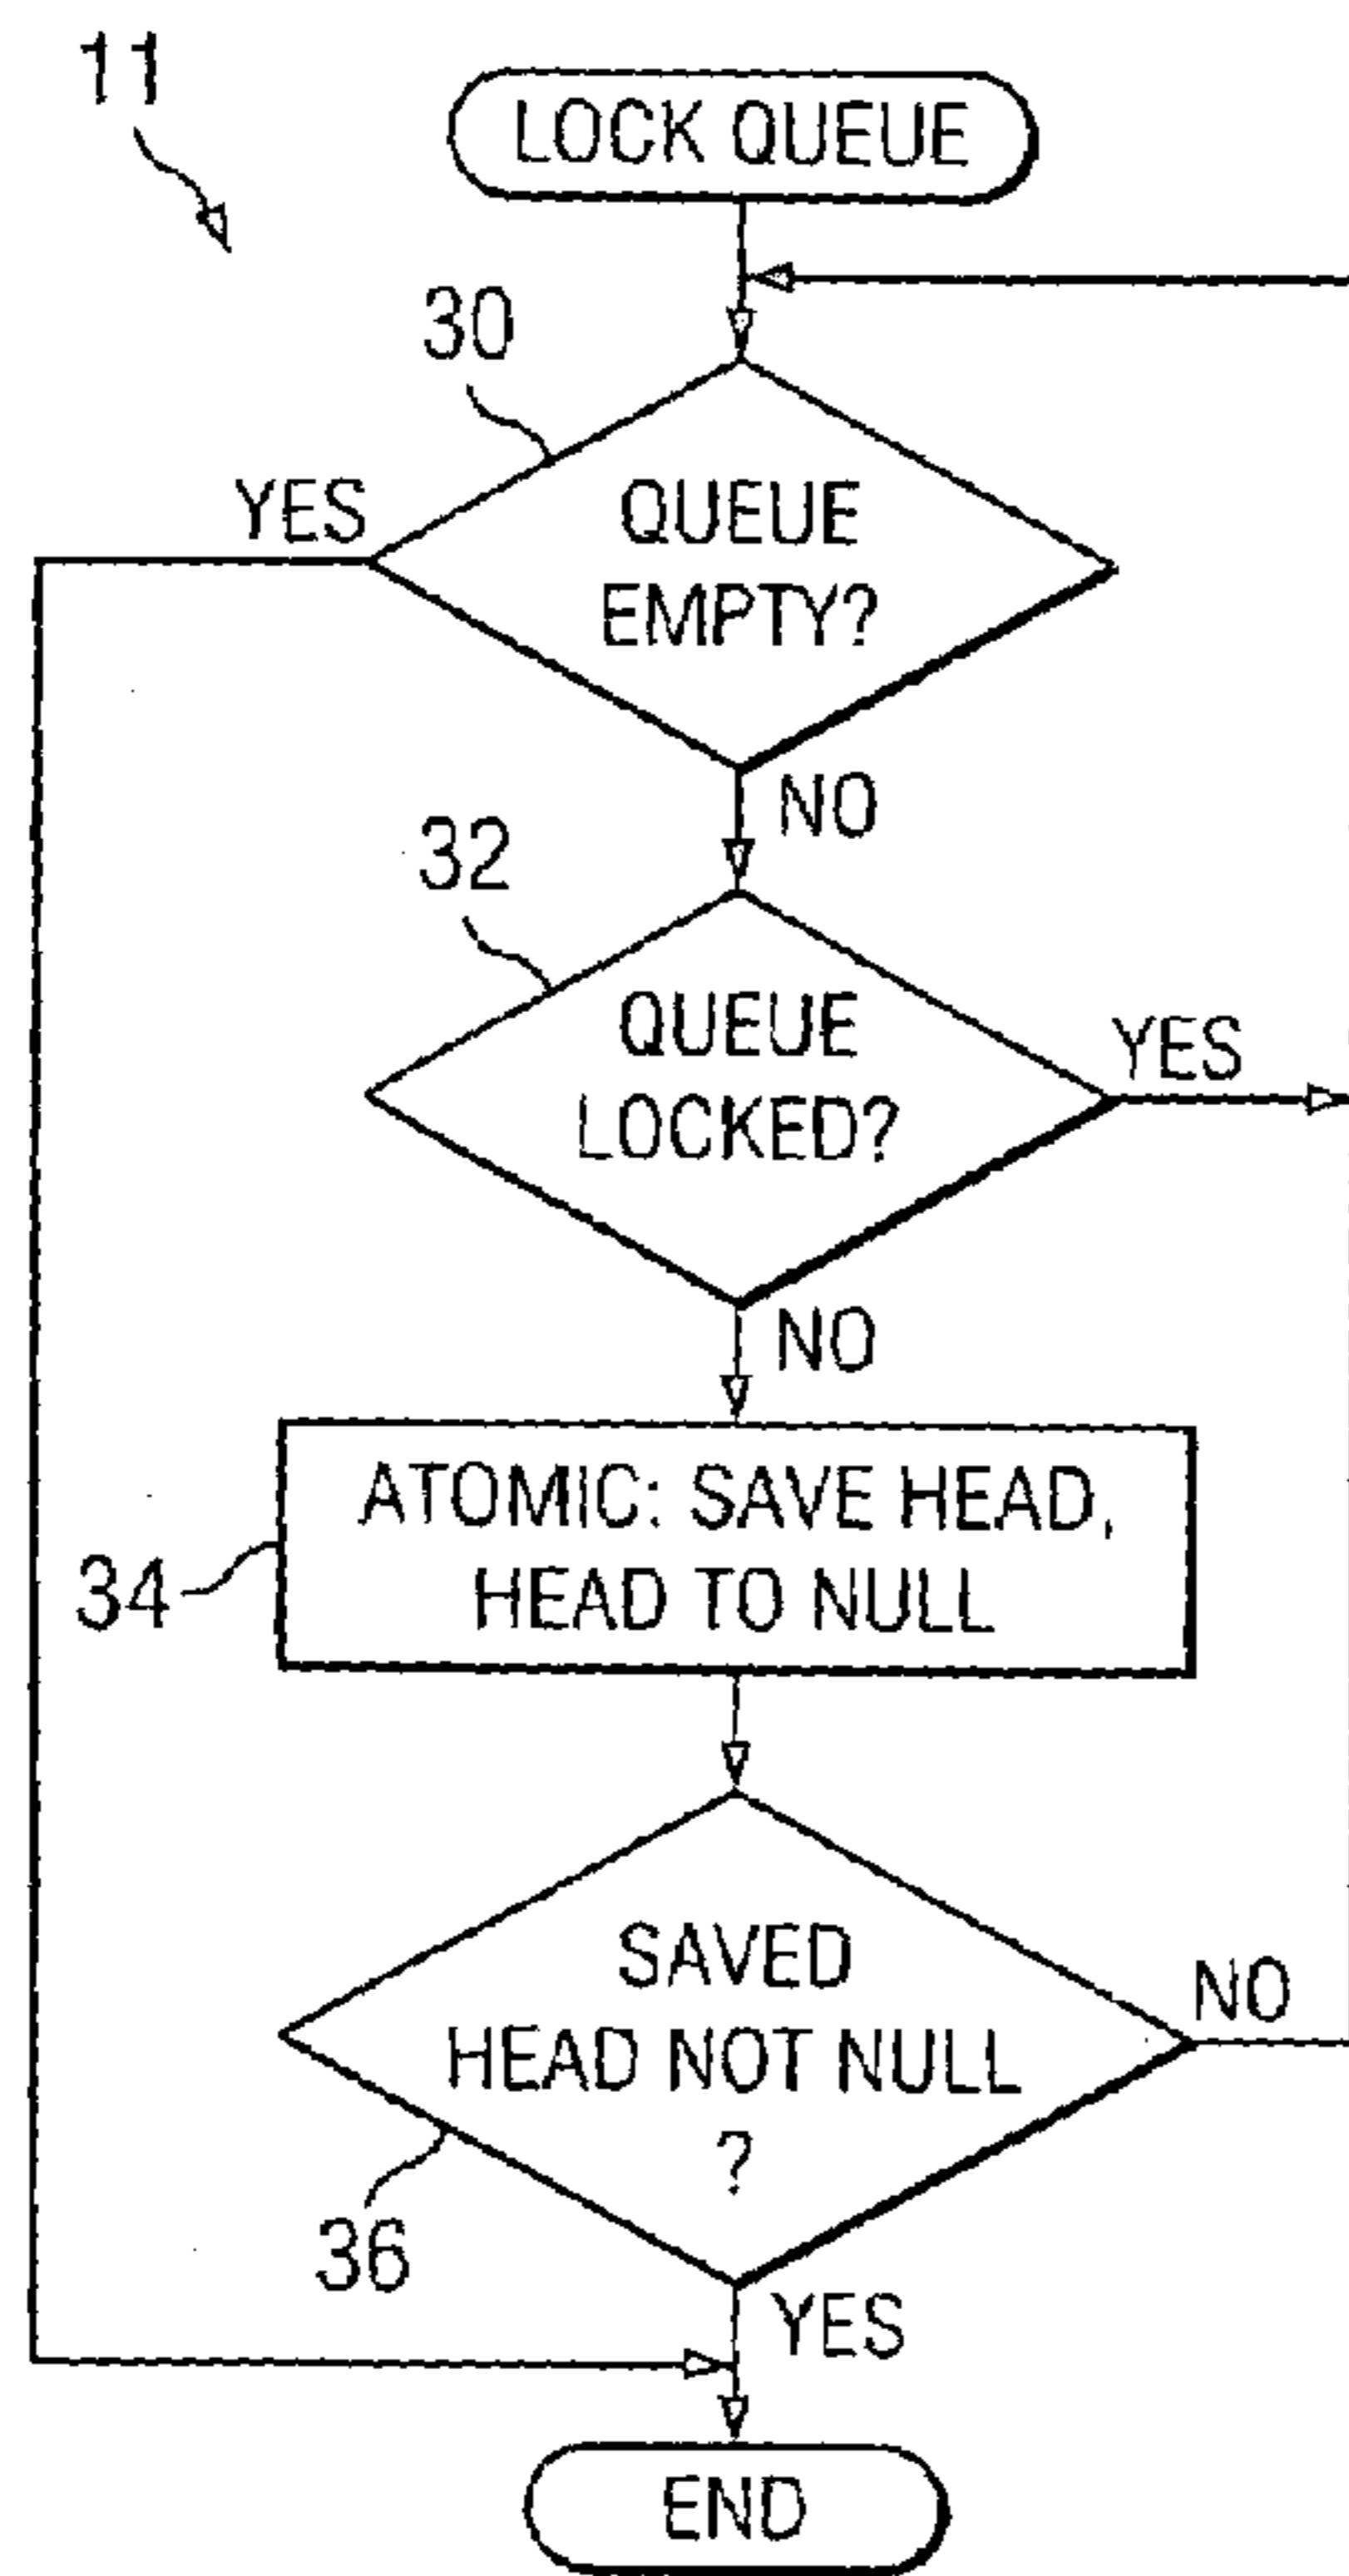 11
LOCK QUEUE
30
YES
QUEUE
EMPTY?
NO
32
QUEUE
LOCKED?
YES
NO
ATOMIC: SAVE HEAD,
HEAD TO NULL
34
SAVED
HEAD NOT NULL
?
NO
36
YES
END